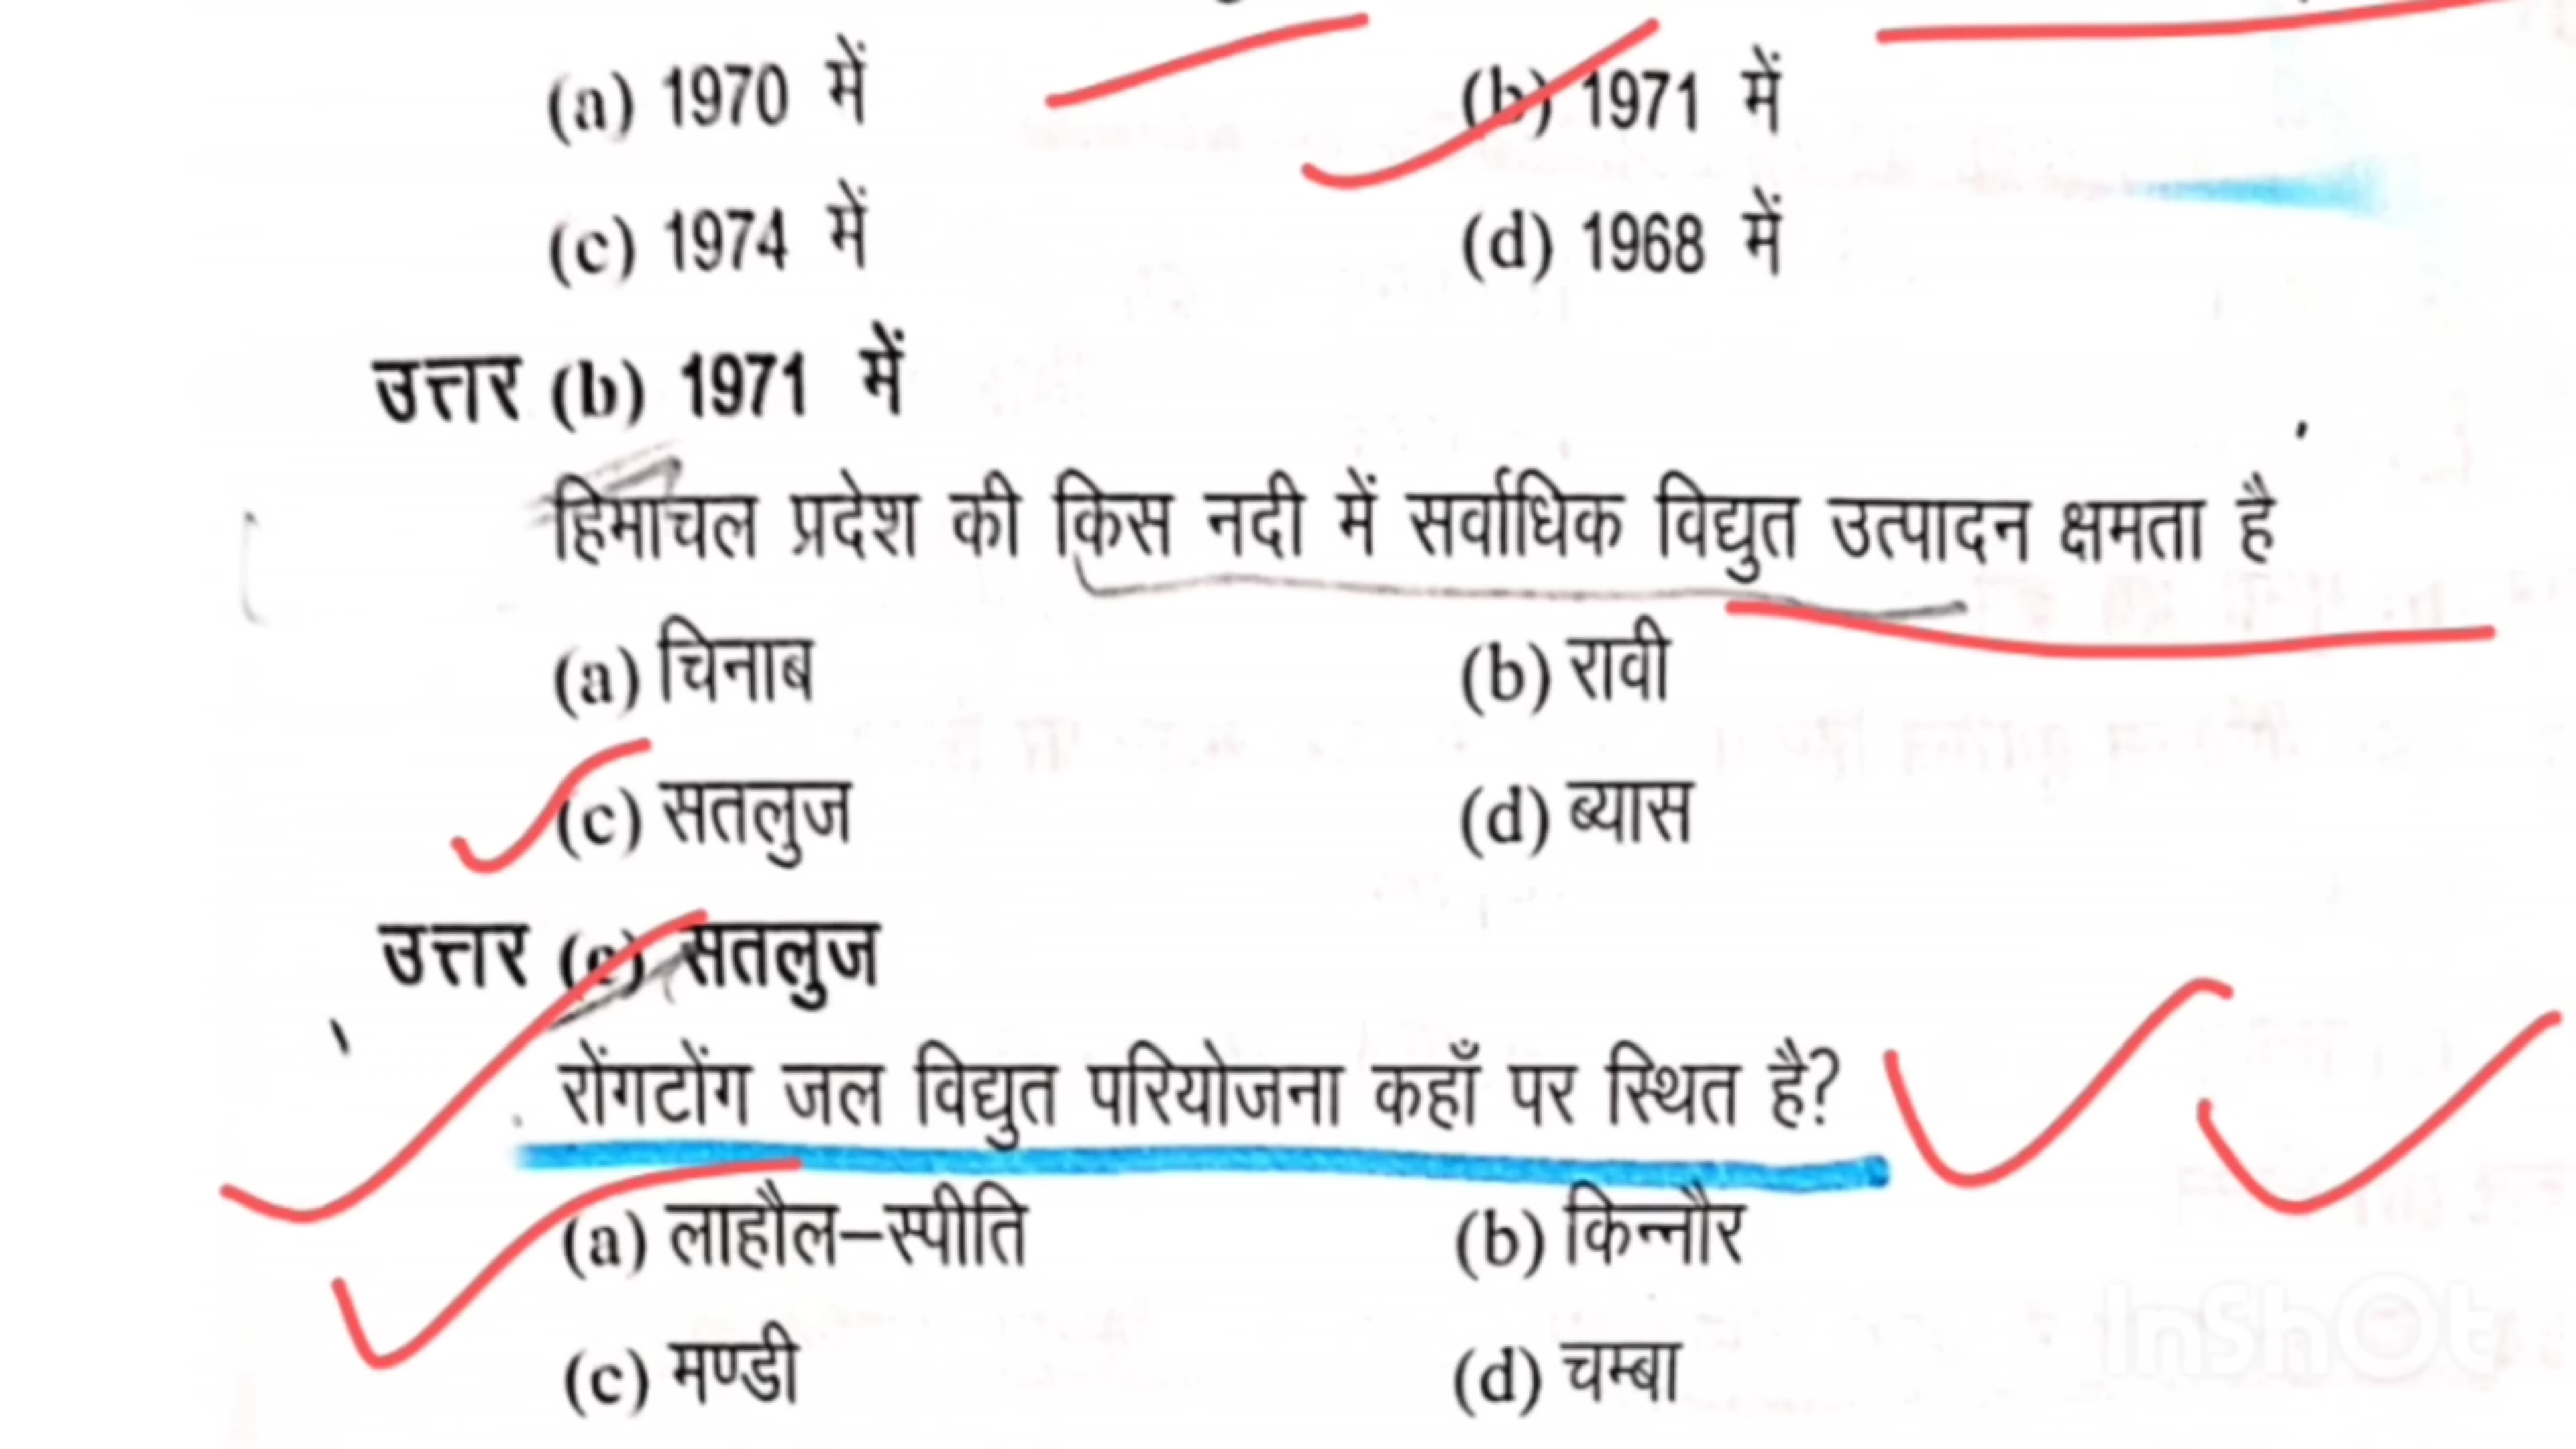 (a) 1970 में (b) 1971 में
(c) 1974 में (d) 1968 में
उत्तर (b) 1971 में
हिमाचल प्रदेश की किस नदी में सर्वाधिक विद्युत उत्पादन क्षमता है
(a) चिनाब (b) रावी
(c) सतलुज (d) ब्यास
उत्तर (c) सतलुज
रोंगटोंग जल विद्युत परियोजना कहाँ पर स्थित है?
(a) लाहौल–स्पीति (b) किन्नौर
(c) मण्डी (d) चम्बा
InShOt